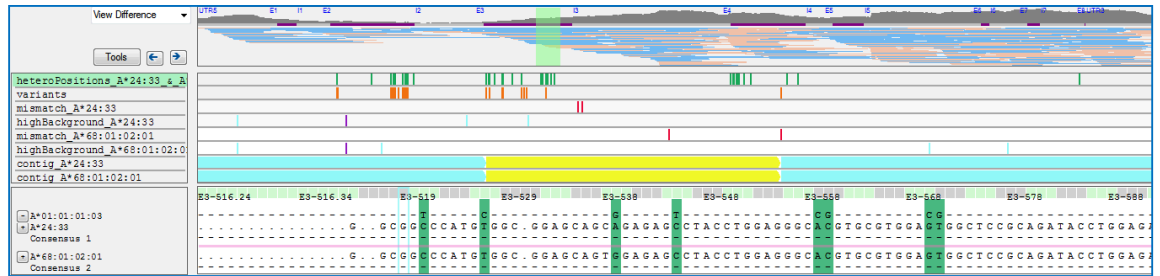 View Difference
UTR5 E1 I1 E2 I2 E3 I3 E4 I4 E5 I5
Tools
heteroPositions_A*24:33_&_A
variants
mismatch_A*24:33
highBackground_A*24:33
mismatch_A*68:01:02:01
highBackground_A*68:01:02:0
contig_A*24:33
contig_A*68:01:02:01
E3-516.24 E3-516.34 E3-519 E3-529 E3-538 E3-548 E3-558 E3-568 E3-578 E3-588
T C G T CG CG
A*01:01:01:03
A*24:33
Consensus 1 G..GCGGCCCATGTGGC.GGAGCAGCAGAGAGCCTACCTGGAGGGCACGTGCGTGGAGTGGCTCCGCAGATACCTGGAGA
A*68:01:02:01
Consensus 2 G..GCGGCCCATGTGGC.GGAGCAGTGGAGAGCCTACCTGGAGGGCACGTGCGTGGAGTGGCTCCGCAGATACCTGGAGA